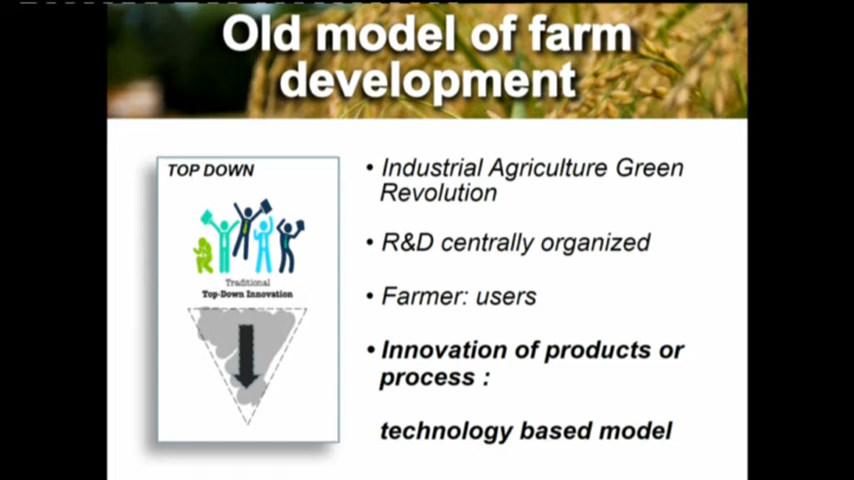 Old model of farm
development
TOP DOWN
Traditional
Top-Down Innovation
• Industrial Agriculture Green
Revolution
• R&D centrally organized
• Farmer: users
• Innovation of products or
process :
technology based model